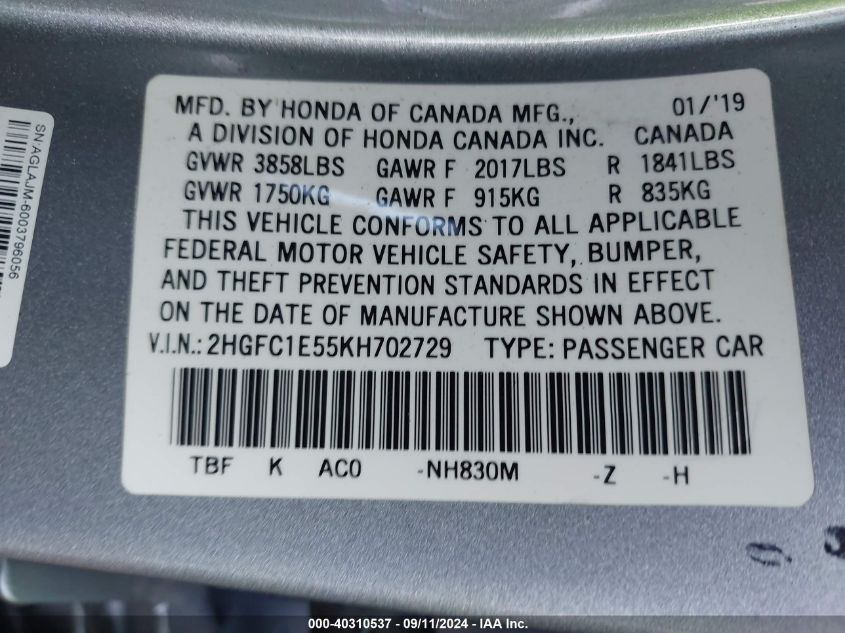 MFD. BY HONDA OF CANADA MFG., 01/'19
A DIVISION OF HONDA CANADA INC. CANADA
GVWR 3858LBS GAWR F 2017LBS R 1841LBS
GVWR 1750KG GAWR F 915KG R 835KG
THIS VEHICLE CONFORMS TO ALL APPLICABLE
FEDERAL MOTOR VEHICLE SAFETY, BUMPER,
AND THEFT PREVENTION STANDARDS IN EFFECT
ON THE DATE OF MANUFACTURE SHOWN ABOVE.
V.I.N.: 2HGFC1E55KH702729 TYPE: PASSENGER CAR
TBF K AC0 -NH830M -Z -H
SN AGLAJM-6003796056
000-40310537 - 09/11/2024 - IAA Inc.